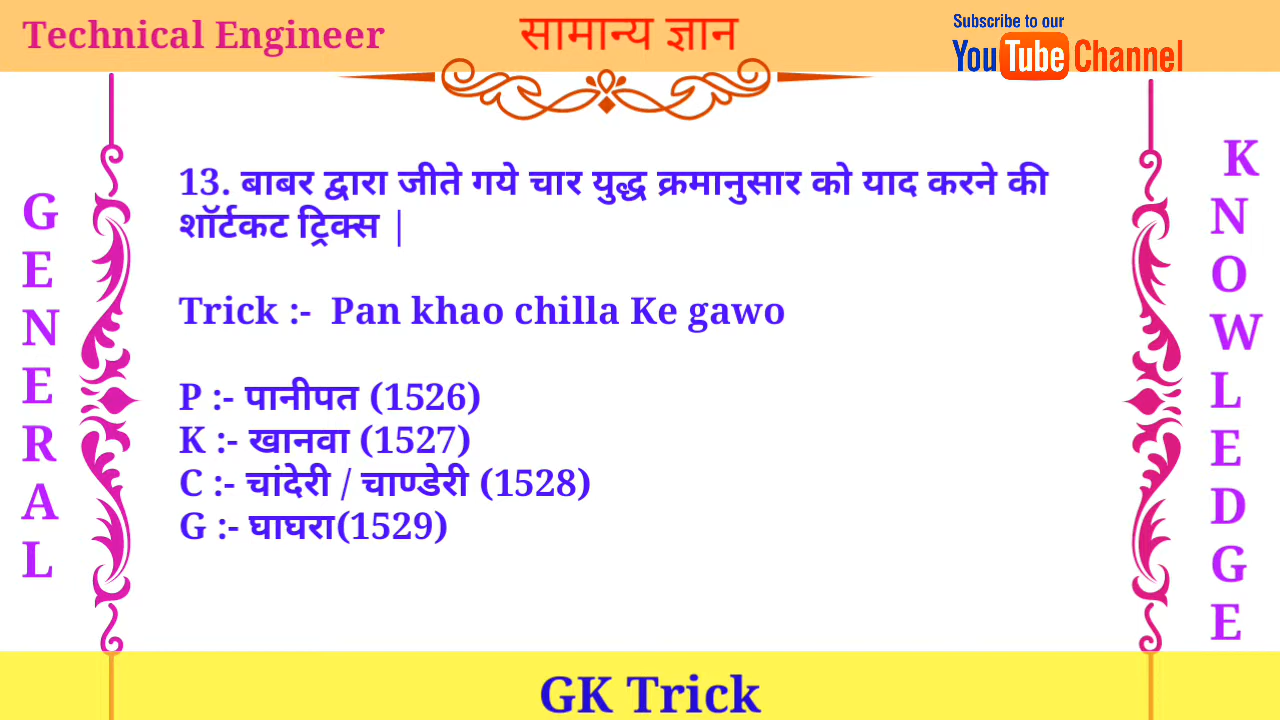 Technical Engineer
सामान्य ज्ञान
Subscribe to our
YouTube Channel
GENERAL
KNOWLEDGE
13. बाबर द्वारा जीते गये चार युद्ध क्रमानुसार को याद करने की
शॉर्टकट ट्रिक्स |
Trick :- Pan khao chilla Ke gawo
P :- पानीपत (1526)
K :- खानवा (1527)
C :- चांदेरी / चाण्डेरी (1528)
G :- घाघरा(1529)
GK Trick